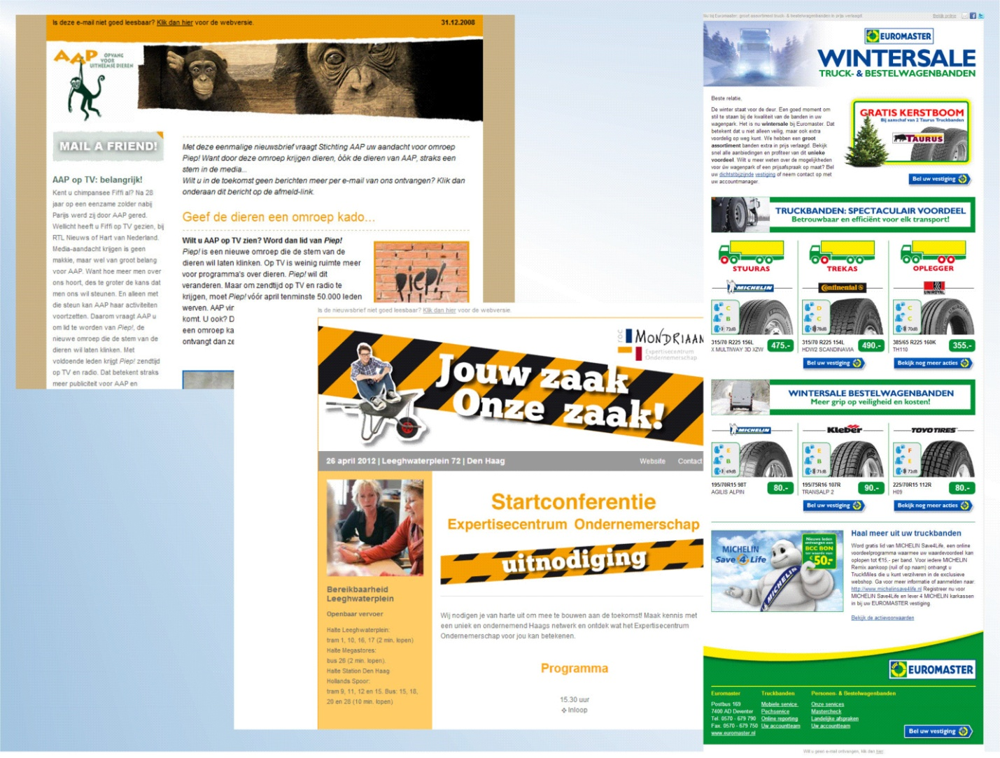 Is deze e-mail niet goed leesbaar? Klik dan hier voor de webversie.
31.12.2008
AAP
OPVANG
VOOR
UITHEEMSE DIEREN
MAIL A FRIEND!
AAP op TV: belangrijk!
Kent u chimpansee Fiffi al? Na 28
jaar op een eenzame zolder nabij
Parijs werd zij door AAP gered.
Wellicht heeft u Fiffi op TV gezien, bij
RTL Nieuws of Hart van Nederland.
Media-aandacht krijgen is geen
makkie, maar wel van groot belang
voor AAP. Want hoe meer men over
ons hoort, des te groter de kans dat
men ons wil steunen. En alleen met
die steun kan AAP haar activiteiten
voortzetten. Daarom vraagt AAP u
om lid te worden van Piep!, de
nieuwe omroep die de stem van de
dieren wil laten klinken. Met
voldoende leden krijgt Piep! zendtijd
op TV en radio. Dat betekent straks
meer publiciteit voor AAP en
Met deze eenmalige nieuwsbrief vraagt Stichting AAP uw aandacht voor omroep
Piep! Want door deze omroep krijgen dieren, óók de dieren van AAP, straks een
stem in de media...
Wilt u in de toekomst geen berichten meer per e-mail van ons ontvangen? Klik dan
onderaan dit bericht op de afmeld-link.
Geef de dieren een omroep kado...
Wilt u AAP op TV zien? Word dan lid van Piep!
Piep! is een nieuwe omroep die de stem van de
dieren wil laten klinken. Op TV is weinig ruimte meer
voor programma's over dieren. Piep! wil dit
veranderen. Maar om zendtijd op TV en radio te
krijgen, moet Piep! vóór april tenminste 50.000 leden
werven. AAP vin
komt. U ook? D
een omroep ka
ontvangt dan ze
piep!
Is de nieuwsbrief niet goed leesbaar? Klik dan hier voor de webversie.
roc MONDRIAAN
Expertisecentrum
Ondernemerschap
Jouw zaak
Onze zaak!
26 april 2012 | Leeghwaterplein 72 | Den Haag
Website Contact
Bereikbaarheid
Leeghwaterplein
Openbaar vervoer
Halte Leeghwaterplein:
tram 1, 10, 16, 17 (2 min. lopen)
Halte Megastores:
bus 26 (2 min. lopen).
Halte Station Den Haag
Hollands Spoor:
tram 9, 11, 12 en 15. Bus: 15, 18,
20 en 28 (10 min. lopen)
Startconferentie
Expertisecentrum Ondernemerschap
uitnodiging
Wij nodigen je van harte uit om mee te bouwen aan de toekomst! Maak kennis met
een uniek en ondernemend Haags netwerk en ontdek wat het Expertisecentrum
Ondernemerschap voor jou kan betekenen.
Programma
15.30 uur
Inloop
Nu bij Euromaster: groot assortiment truck- & bestelwagenbanden in prijs verlaagd.
Bekijk online
EUROMASTER
WINTERSALE
TRUCK- & BESTELWAGENBANDEN
Beste relatie,
De winter staat voor de deur. Een goed moment om
stil te staan bij de kwaliteit van de banden in uw
wagenpark. Het is nu wintersale bij Euromaster. Dat
betekent dat u niet alleen veilig, maar ook extra
voordelig op weg kunt. We hebben een groot
assortiment banden extra in prijs verlaagd. Bekijk
snel alle aanbiedingen en profiteer van dit unieke
voordeel. Wilt u meer weten over de mogelijkheden
voor úw wagenpark of een prijsafspraak op maat? Bel
uw dichtstbijzijnde vestiging of neem contact op met
uw accountmanager.
GRATIS KERSTBOOM
Bij aanschaf van 2 Taurus Truckbanden
TAURUS
Bel uw vestiging
TRUCKBANDEN: SPECTACULAIR VOORDEEL
Betrouwbaar en efficiënt voor elk transport!
STUURAS
TREKAS
OPLEGGER
MICHELIN
Continental
UNIROYAL
C
B
72dB
D
C
78dB
C
C
70dB
315/70 R225 156L
X MULTIWAY 3D XZW
475.-
315/70 R225 154L
HDW2 SCANDINAVIA
490.-
385/65 R225 160K
TH110
355.-
Bel uw vestiging
Bekijk nog meer acties
WINTERSALE BESTELWAGENBANDEN
Meer grip op veiligheid en kosten!
MICHELIN
Kleber
TOYO TIRES
E
B
69dB
E
B
71dB
F
E
72dB
195/70R15 98T
AGILIS ALPIN
80.-
195/75R16 107R
TRANSALP 2
90.-
225/70R15 112R
H09
80.-
Bel uw vestiging
Bekijk nog meer acties
MICHELIN
Save 4 Life
Nieuwe leden
ontvangen een
BCC BON
ter waarde van
€50.-
MICHELIN
Haal meer uit uw truckbanden
Word gratis lid van MICHELIN Save4Life, een online
voordeelprogramma waarmee uw waardevoordeel kan
oplopen tot €15,- per band. Voor iedere MICHELIN
Remix aankoop (ruil of op naam) ontvangt u
TruckMiles die u kunt verzilveren in de exclusieve
webshop. Ga voor meer informatie of aanmelden naar:
http://www.michelinsave4life.nl Registreer nu voor
MICHELIN Save4Life en lever 4 MICHELIN karkassen
in bij uw EUROMASTER vestiging.
Bekijk de actievoorwaarden
EUROMASTER
Euromaster
Postbus 169
7400 AD Deventer
Tel. 0570 - 679 790
Fax. 0570 - 679 750
www.euromaster.nl
Truckbanden
Mobiele service
Pechservice
Online reporting
Uw accountteam
Personen- & Bestelwagenbanden
Onze services
Mastercheck
Landelijke afspraken
Uw accountteam
Bel uw vestiging
Wilt u geen e-mail ontvangen, klik dan hier